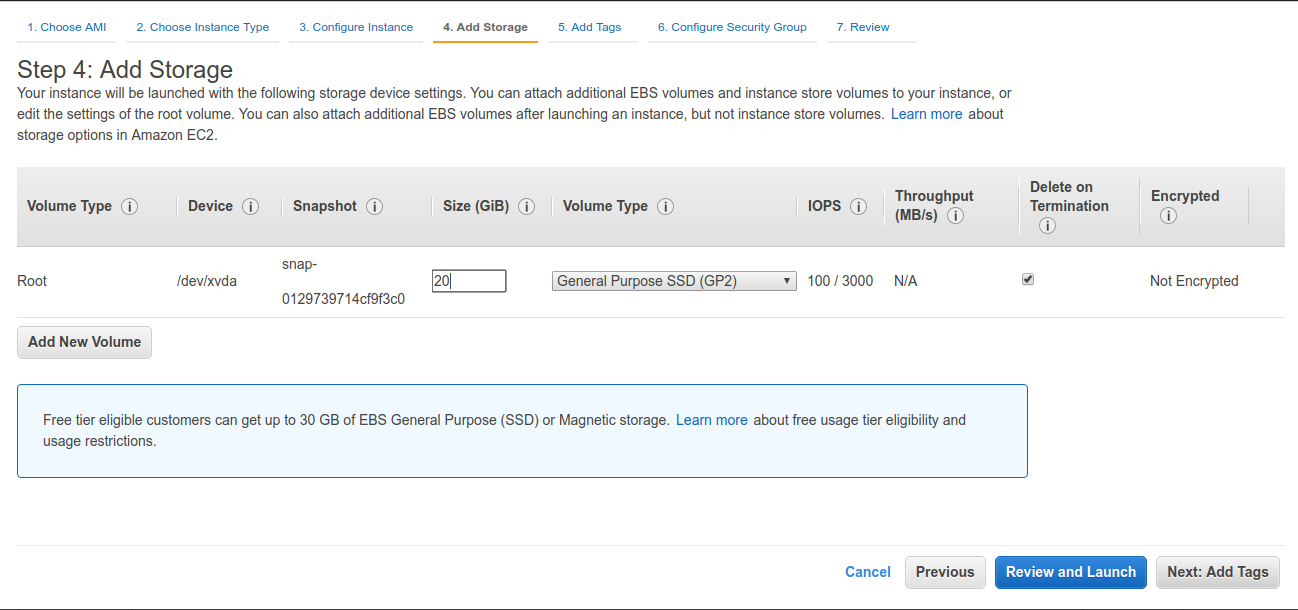 1. Choose AMI 2. Choose Instance Type 3. Configure Instance 4. Add Storage 5. Add Tags 6. Configure Security Group 7. Review
Step 4: Add Storage
Your instance will be launched with the following storage device settings. You can attach additional EBS volumes and instance store volumes to your instance, or
edit the settings of the root volume. You can also attach additional EBS volumes after launching an instance, but not instance store volumes. Learn more about
storage options in Amazon EC2.
Volume Type i Device i Snapshot i Size (GiB) i Volume Type i IOPS i Throughput (MB/s) i Delete on Termination i Encrypted i
Root /dev/xvda snap-0129739714cf9f3c0 20 General Purpose SSD (GP2) 100 / 3000 N/A Not Encrypted
Add New Volume
Free tier eligible customers can get up to 30 GB of EBS General Purpose (SSD) or Magnetic storage. Learn more about free usage tier eligibility and
usage restrictions.
Cancel Previous Review and Launch Next: Add Tags